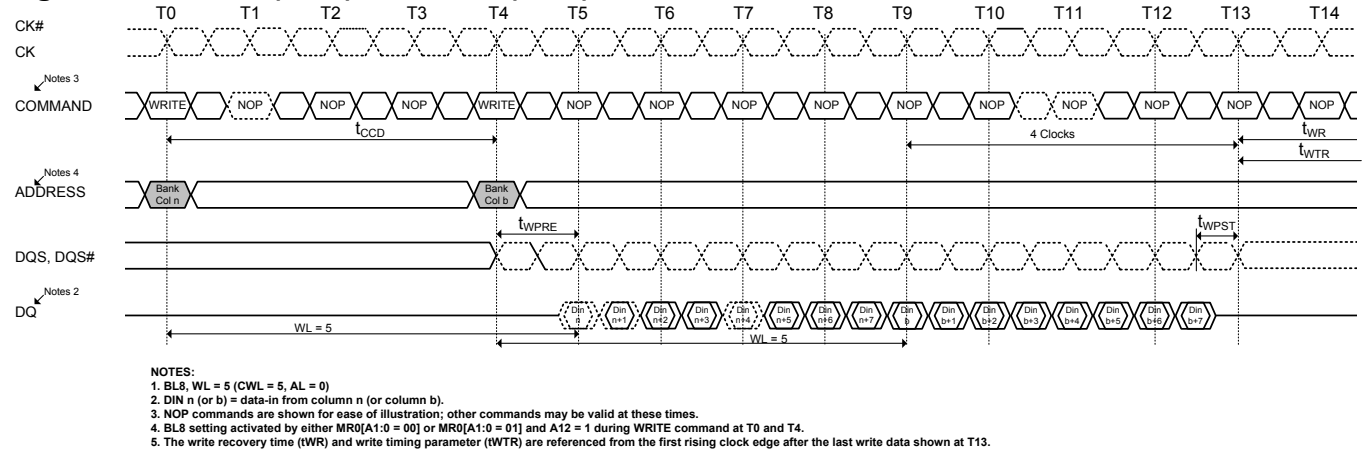 T0 T1 T2 T3 T4 T5 T6 T7 T8 T9 T10 T11 T12 T13 T14
CK#
CK
Notes 3
COMMAND WRITE NOP NOP NOP WRITE NOP NOP NOP NOP NOP NOP NOP NOP NOP NOP
tCCD 4 Clocks tWR
tWTR
Notes 4
ADDRESS Bank Col n Bank Col b
tWPRE tWPST
DQS, DQS#
Notes 2
DQ Din n Din n+1 Din n+2 Din n+3 Din n+4 Din n+5 Din n+6 Din n+7 Din b Din b+1 Din b+2 Din b+3 Din b+4 Din b+5 Din b+6 Din b+7
WL = 5 WL = 5
NOTES:
1. BL8, WL = 5 (CWL = 5, AL = 0)
2. DIN n (or b) = data-in from column n (or column b).
3. NOP commands are shown for ease of illustration; other commands may be valid at these times.
4. BL8 setting activated by either MR0[A1:0 = 00] or MR0[A1:0 = 01] and A12 = 1 during WRITE command at T0 and T4.
5. The write recovery time (tWR) and write timing parameter (tWTR) are referenced from the first rising clock edge after the last write data shown at T13.